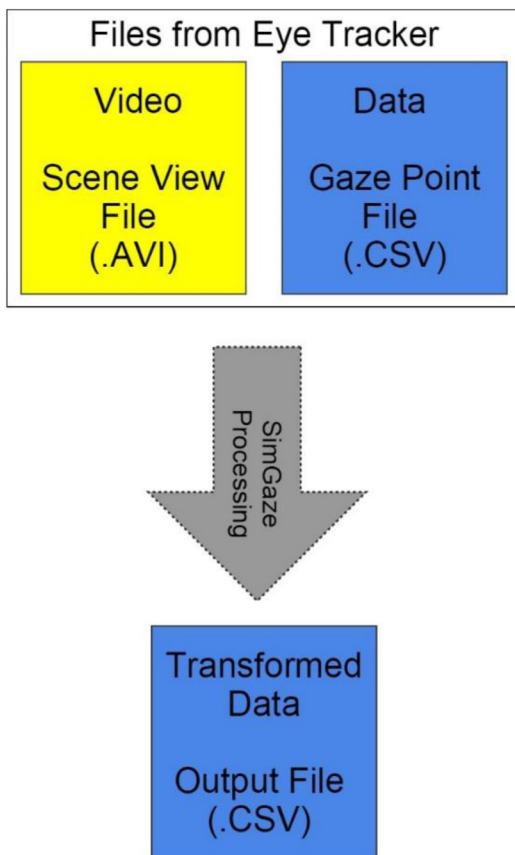 Files from Eye Tracker
Video
Scene View
File
(.AVI)
Data
Gaze Point
File
(.CSV)
SimGaze
Processing
Transformed
Data
Output File
(.CSV)